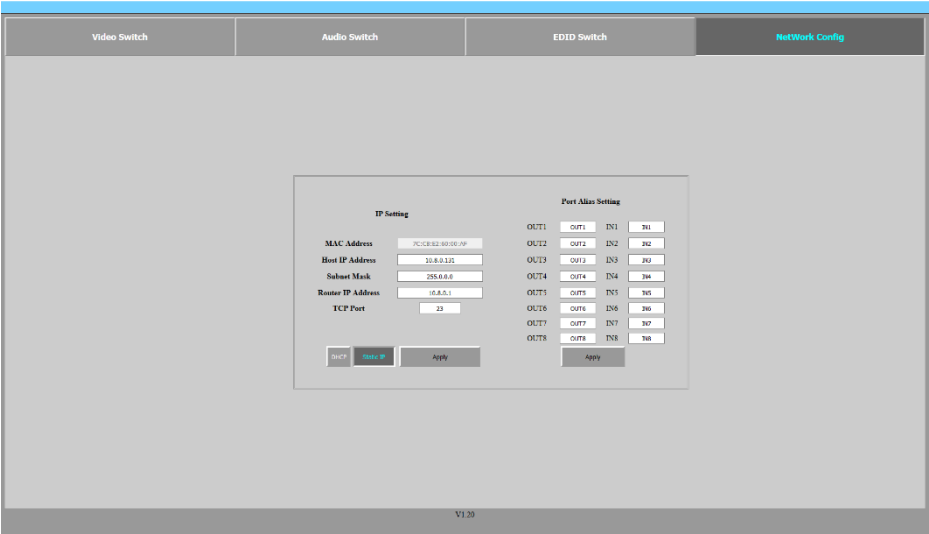 Video Switch
Audio Switch
EDID Switch
NetWork Config
IP Setting
MAC Address
Host IP Address 10.8.0.131
Subnet Mask 255.0.0.0
Router IP Address 10.8.0.1
TCP Port 23
DHCP Static IP Apply
Port Alias Setting
OUT1 OUT1 IN1 IN1
OUT2 OUT2 IN2 IN2
OUT3 OUT3 IN3 IN3
OUT4 OUT4 IN4 IN4
OUT5 OUT5 IN5 IN5
OUT6 OUT6 IN6 IN6
OUT7 OUT7 IN7 IN7
OUT8 OUT8 IN8 IN8
Apply
V1.20